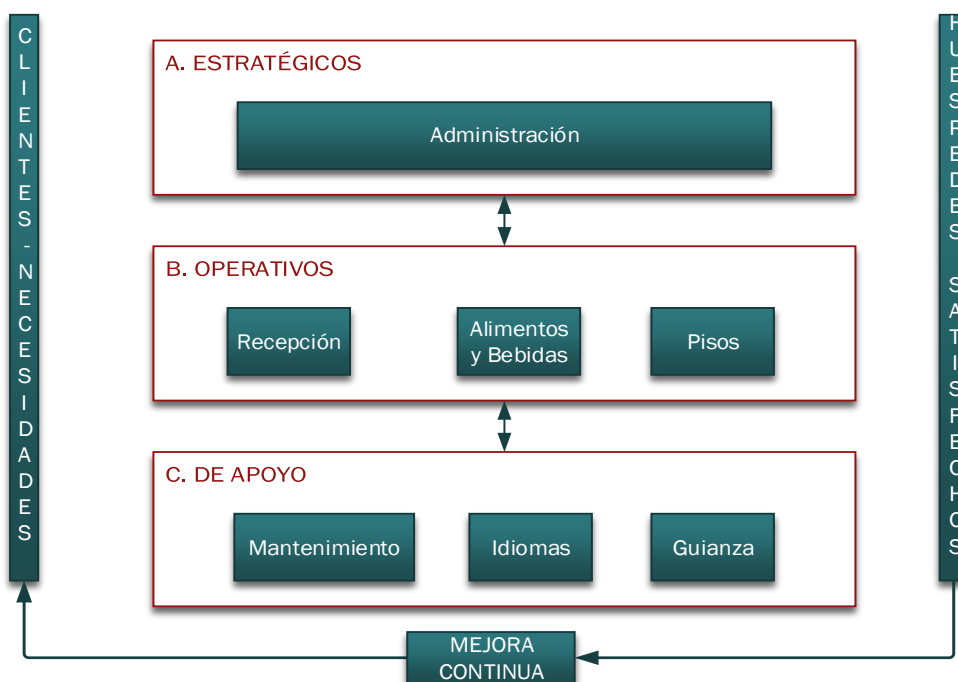 CLIENTES-NECESIDADES
A. ESTRATÉGICOS
Administración
B. OPERATIVOS
Recepción
Alimentos
y Bebidas
Pisos
C. DE APOYO
Mantenimiento
Idiomas
Guianza
MEJORA
CONTINUA
HUESPEDES SATISFECHOS